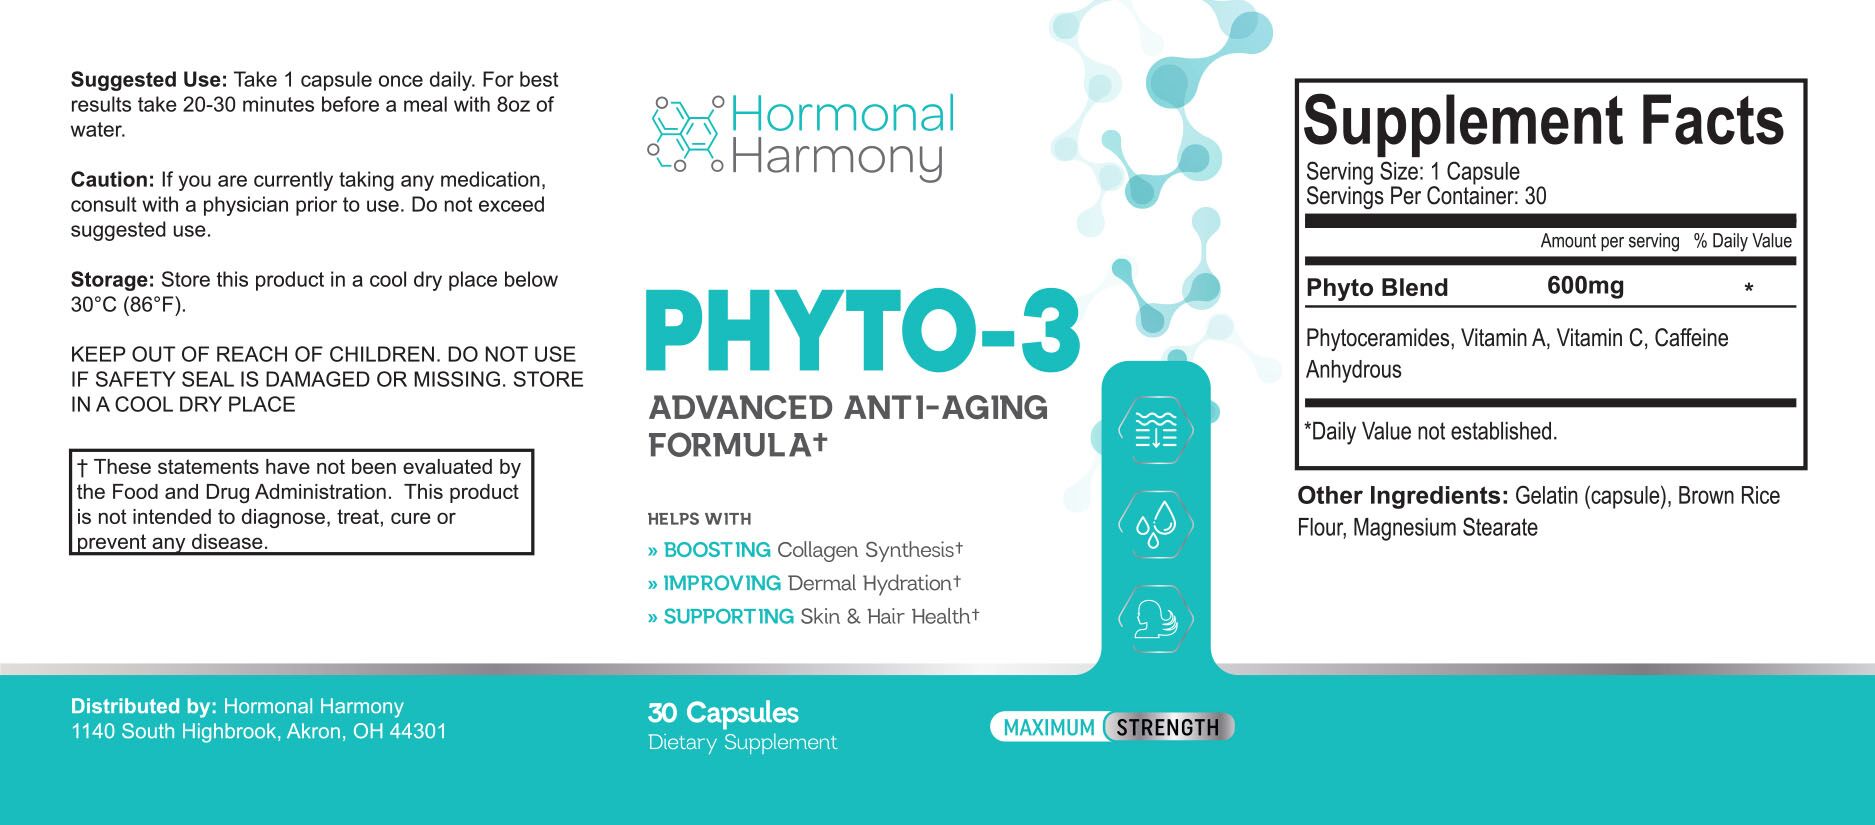 Suggested Use: Take 1 capsule once daily. For best
results take 20-30 minutes before a meal with 8oz of
water.
Caution: If you are currently taking any medication,
consult with a physician prior to use. Do not exceed
suggested use.
Storage: Store this product in a cool dry place below
30°C (86°F).
KEEP OUT OF REACH OF CHILDREN. DO NOT USE
IF SAFETY SEAL IS DAMAGED OR MISSING. STORE
IN A COOL DRY PLACE
† These statements have not been evaluated by
the Food and Drug Administration. This product
is not intended to diagnose, treat, cure or
prevent any disease.
Distributed by: Hormonal Harmony
1140 South Highbrook, Akron, OH 44301
Hormonal
Harmony
PHYTO-3
ADVANCED ANTI-AGING
FORMULA†
HELPS WITH
» BOOSTING Collagen Synthesis†
» IMPROVING Dermal Hydration†
» SUPPORTING Skin & Hair Health†
30 Capsules
Dietary Supplement
MAXIMUM STRENGTH
Supplement Facts
Serving Size: 1 Capsule
Servings Per Container: 30
Amount per serving % Daily Value
Phyto Blend 600mg *
Phytoceramides, Vitamin A, Vitamin C, Caffeine
Anhydrous
*Daily Value not established.
Other Ingredients: Gelatin (capsule), Brown Rice
Flour, Magnesium Stearate